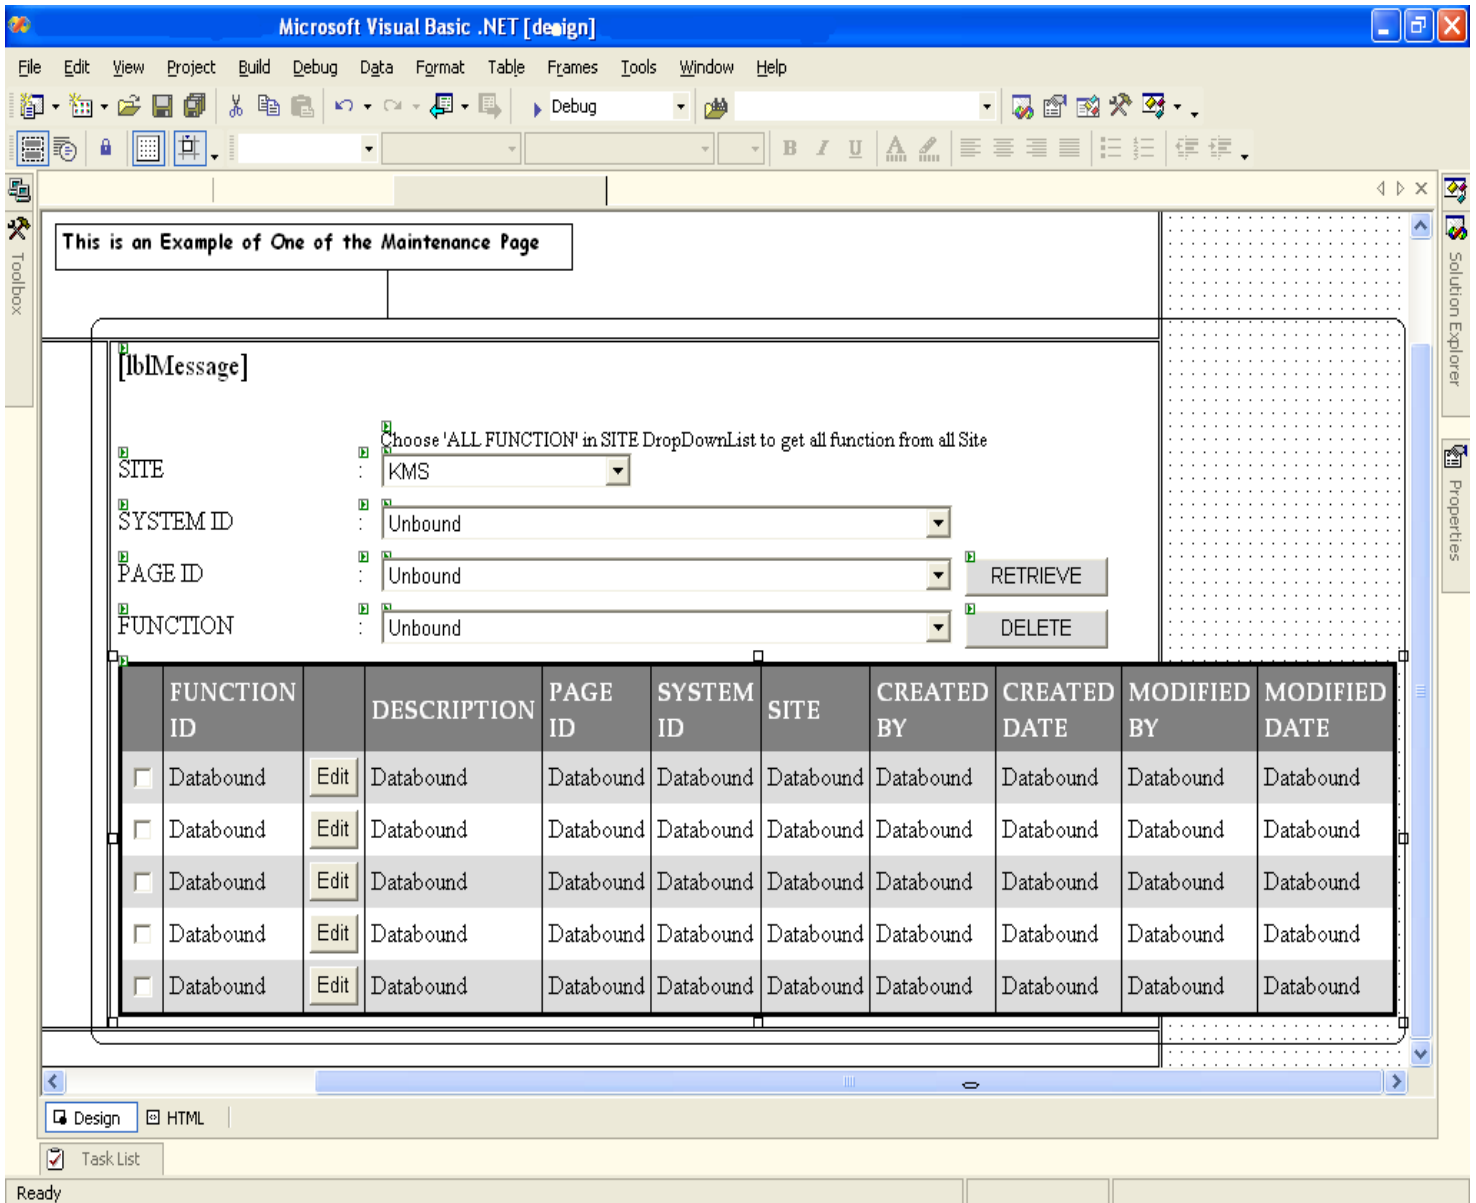 Microsoft Visual Basic .NET [design]
File Edit View Project Build Debug Data Format Table Frames Tools Window Help
Debug
B I U A
This is an Example of One of the Maintenance Page
Toolbox
Solution Explorer
Properties
[lblMessage]
Choose 'ALL FUNCTION' in SITE DropDownList to get all function from all Site
SITE : KMS
SYSTEM ID : Unbound
PAGE ID : Unbound RETRIEVE
FUNCTION : Unbound DELETE
FUNCTION ID DESCRIPTION PAGE ID SYSTEM ID SITE CREATED BY CREATED DATE MODIFIED BY MODIFIED DATE
Databound Edit Databound Databound Databound Databound Databound Databound Databound Databound
Databound Edit Databound Databound Databound Databound Databound Databound Databound Databound
Databound Edit Databound Databound Databound Databound Databound Databound Databound Databound
Databound Edit Databound Databound Databound Databound Databound Databound Databound Databound
Databound Edit Databound Databound Databound Databound Databound Databound Databound Databound
Design HTML
Task List
Ready